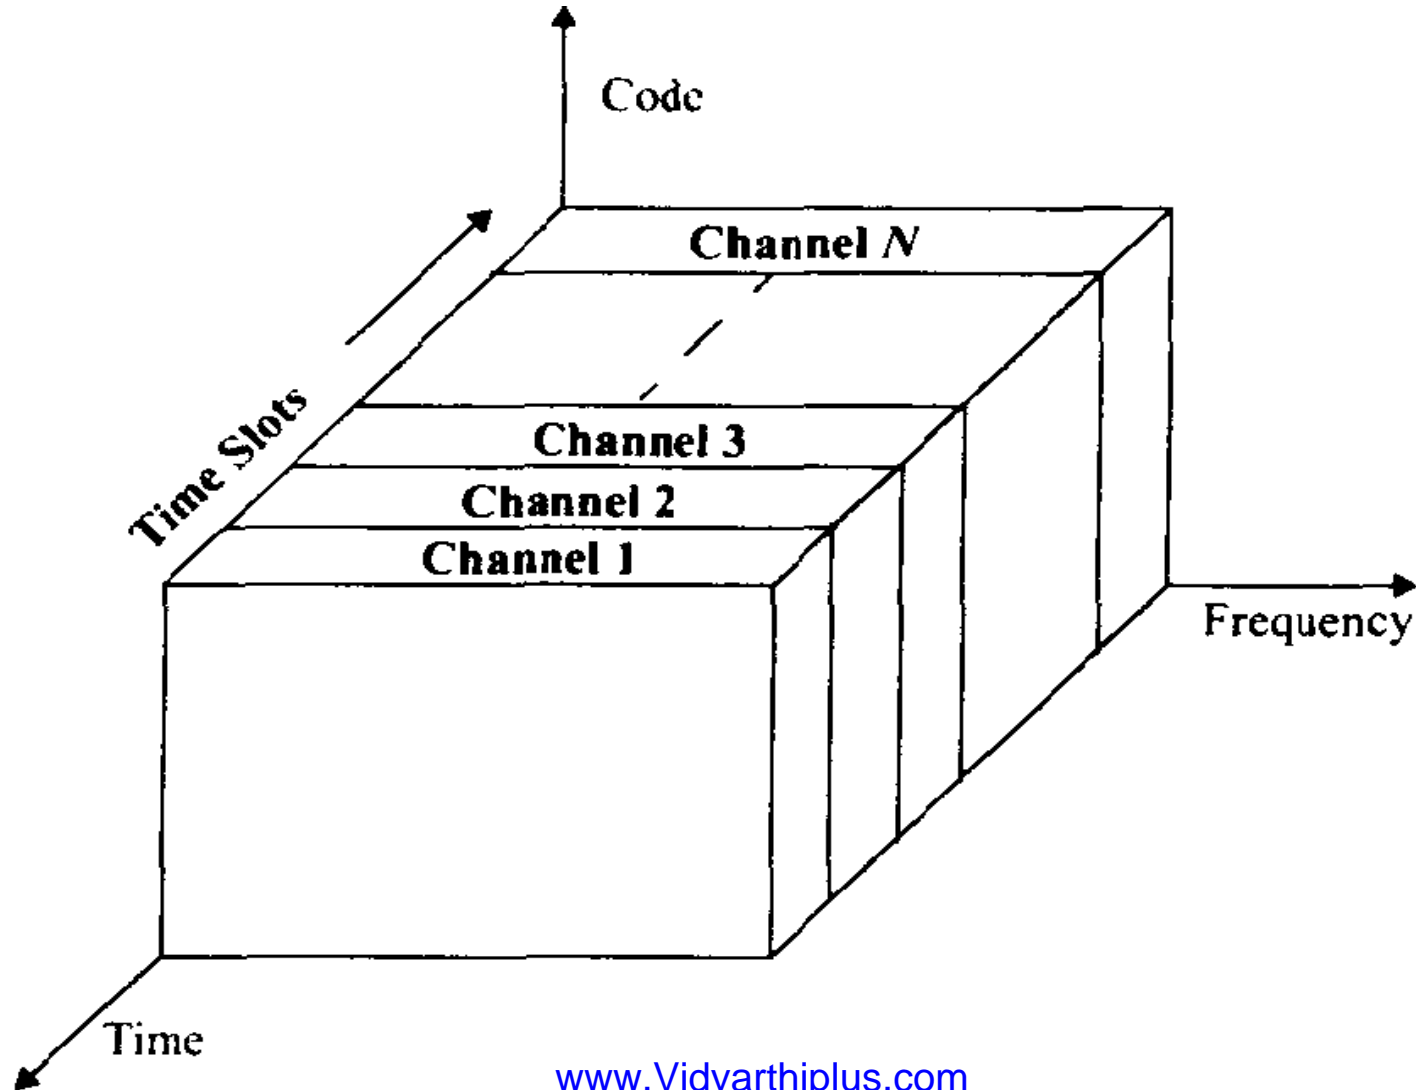 Code
Channel N
Time Slots
Channel 3
Channel 2
Channel 1
Frequency
Time
www.Vidyarthiplus.com